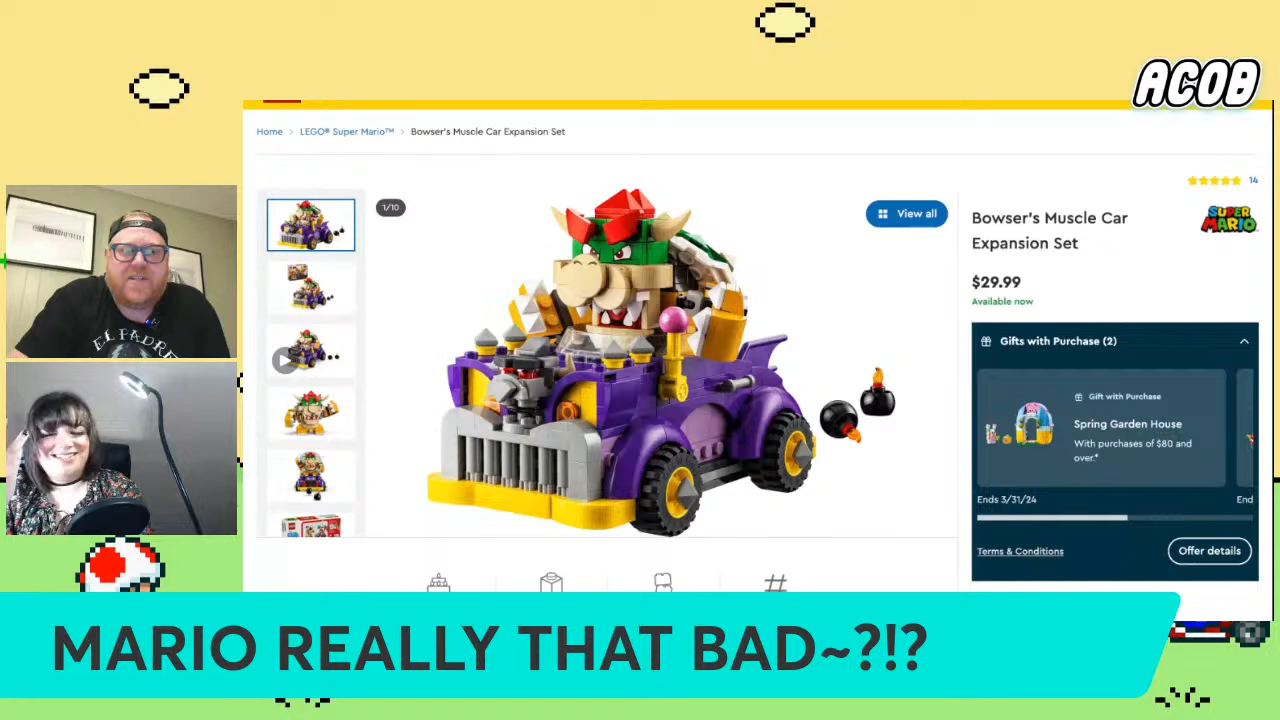 ACOB
Home > LEGO® Super Mario™ > Bowser's Muscle Car Expansion Set
14
1/10
View all
Bowser's Muscle Car
Expansion Set
SUPER
MARIO
$29.99
Available now
Gifts with Purchase (2)
Gift with Purchase
Spring Garden House
With purchases of $80 and
over.*
Ends 3/31/24
End
Terms & Conditions
Offer details
EL PADRE
#
MARIO REALLY THAT BAD~?!?